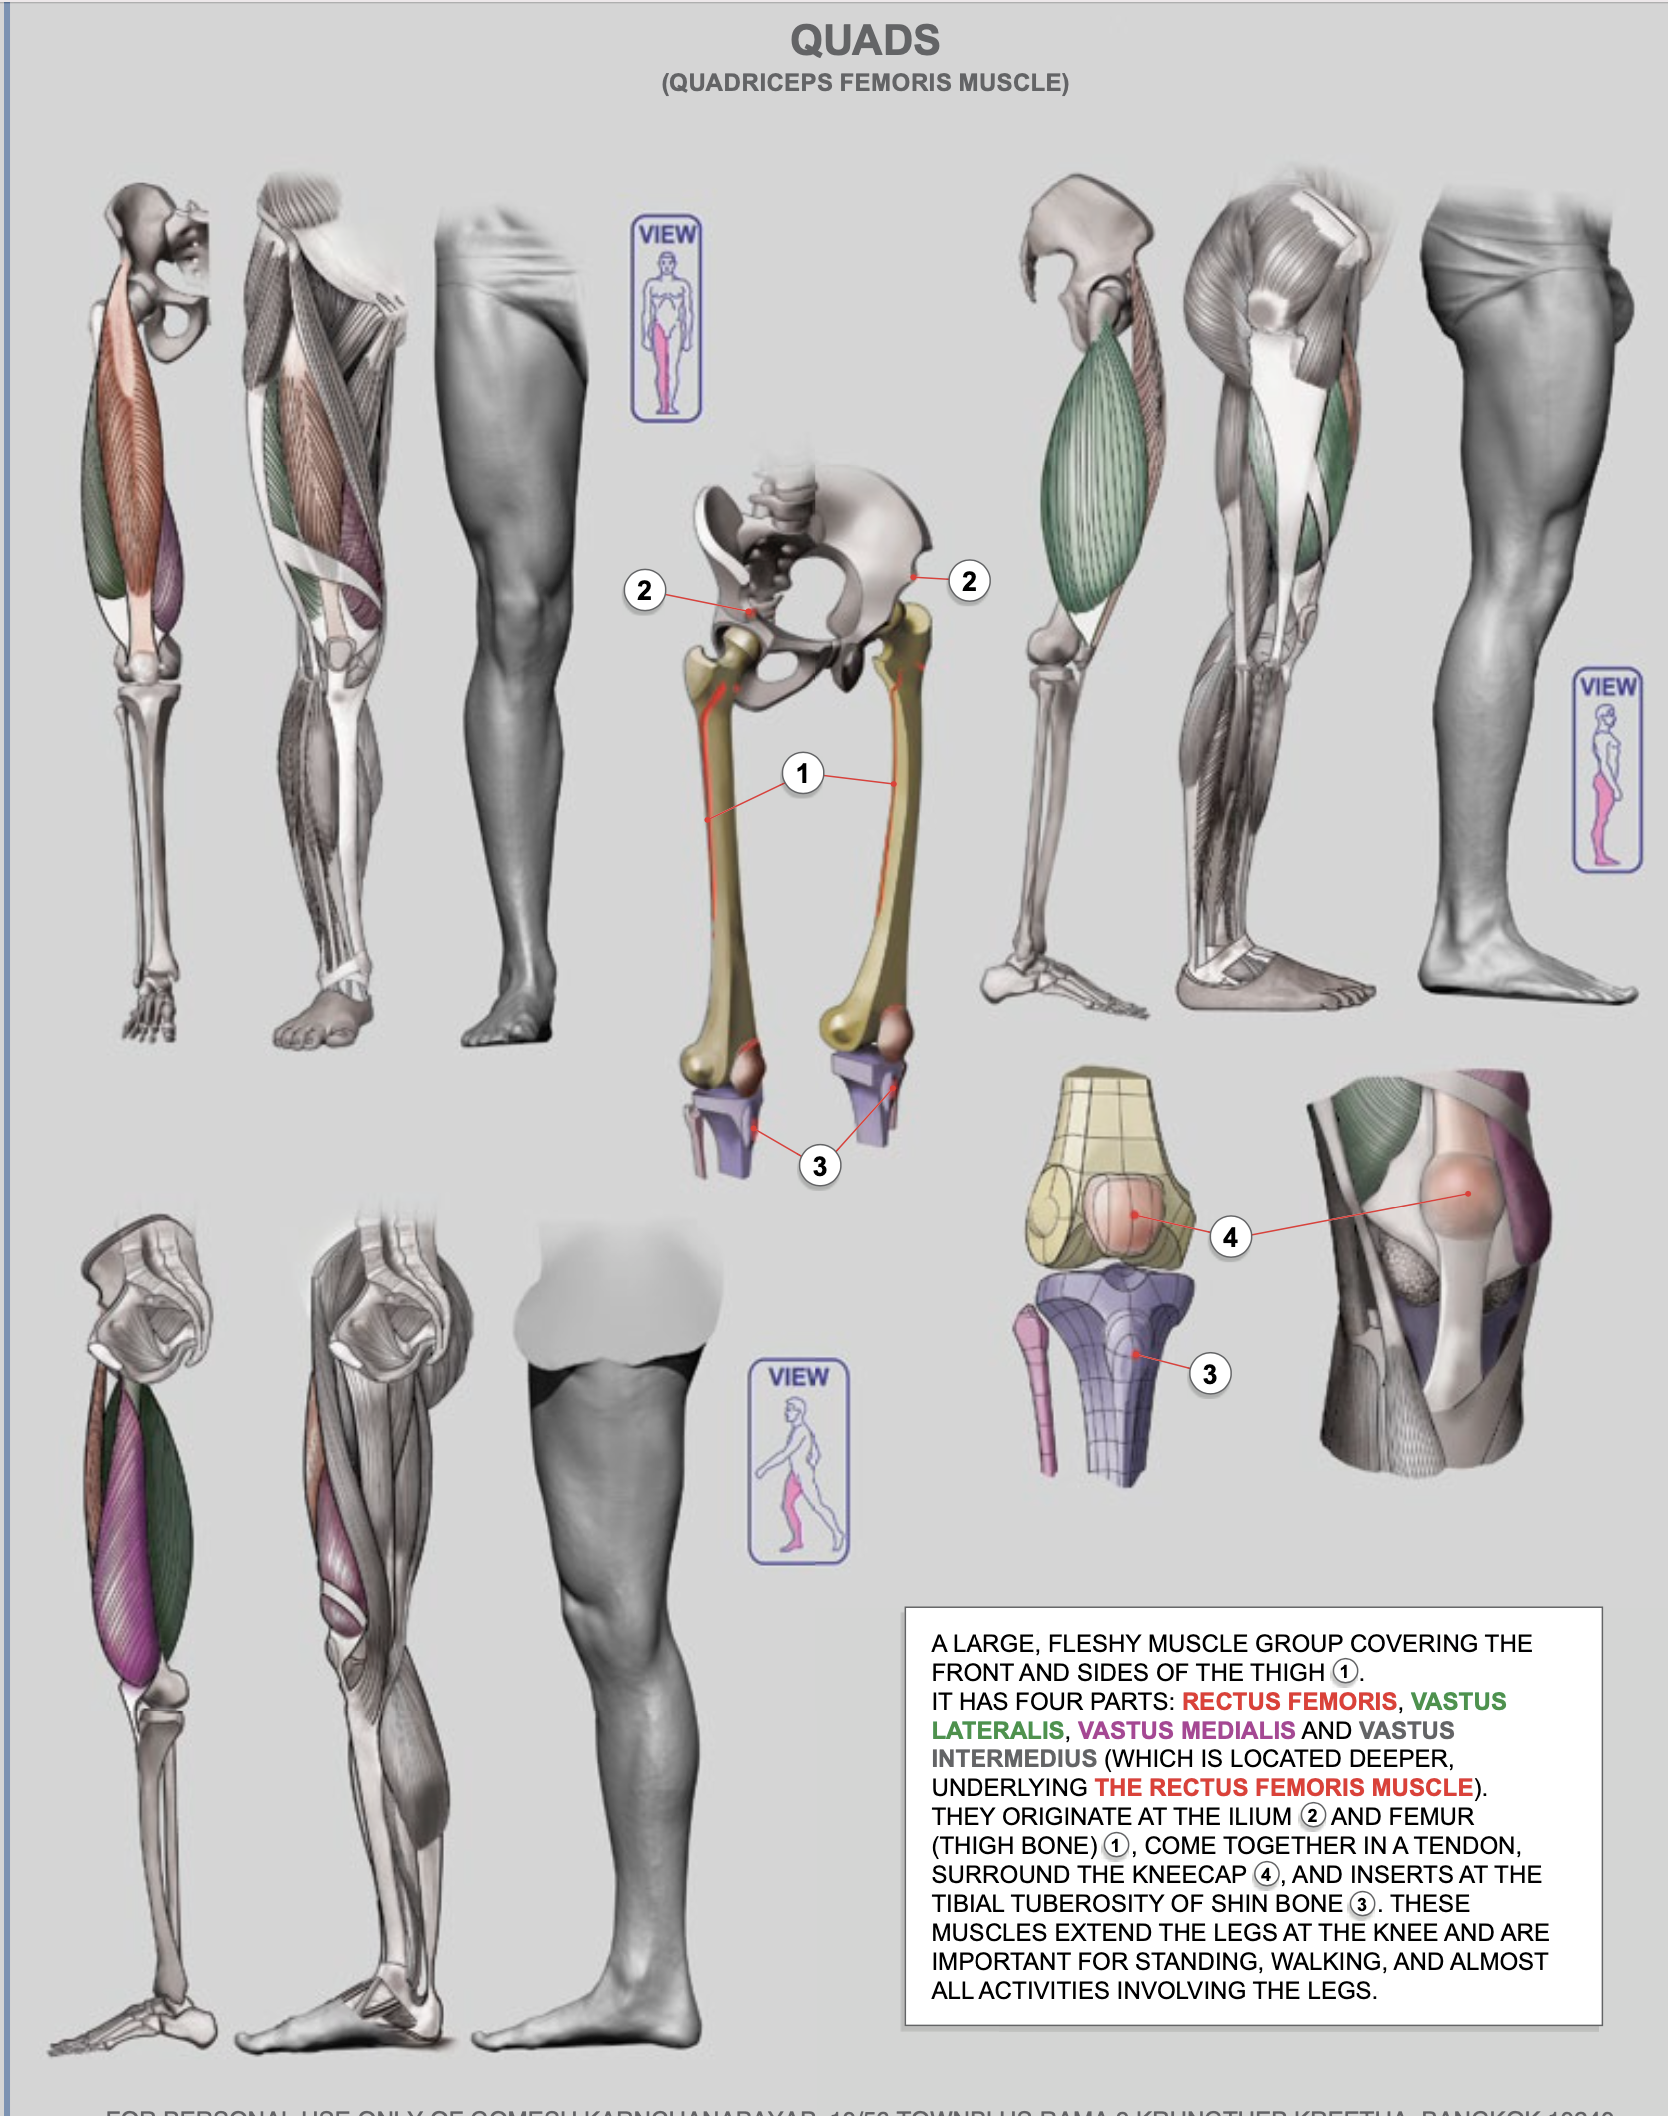 QUADS
(QUADRICEPS FEMORIS MUSCLE)
VIEW
2
2
1
VIEW
3
4
3
VIEW
A LARGE, FLESHY MUSCLE GROUP COVERING THE
FRONT AND SIDES OF THE THIGH 1.
IT HAS FOUR PARTS: RECTUS FEMORIS, VASTUS
LATERALIS, VASTUS MEDIALIS AND VASTUS
INTERMEDIUS (WHICH IS LOCATED DEEPER,
UNDERLYING THE RECTUS FEMORIS MUSCLE).
THEY ORIGINATE AT THE ILIUM 2 AND FEMUR
(THIGH BONE) 1, COME TOGETHER IN A TENDON,
SURROUND THE KNEECAP 4, AND INSERTS AT THE
TIBIAL TUBEROSITY OF SHIN BONE 3. THESE
MUSCLES EXTEND THE LEGS AT THE KNEE AND ARE
IMPORTANT FOR STANDING, WALKING, AND ALMOST
ALL ACTIVITIES INVOLVING THE LEGS.
FOR PERSONAL USE ONLY OF